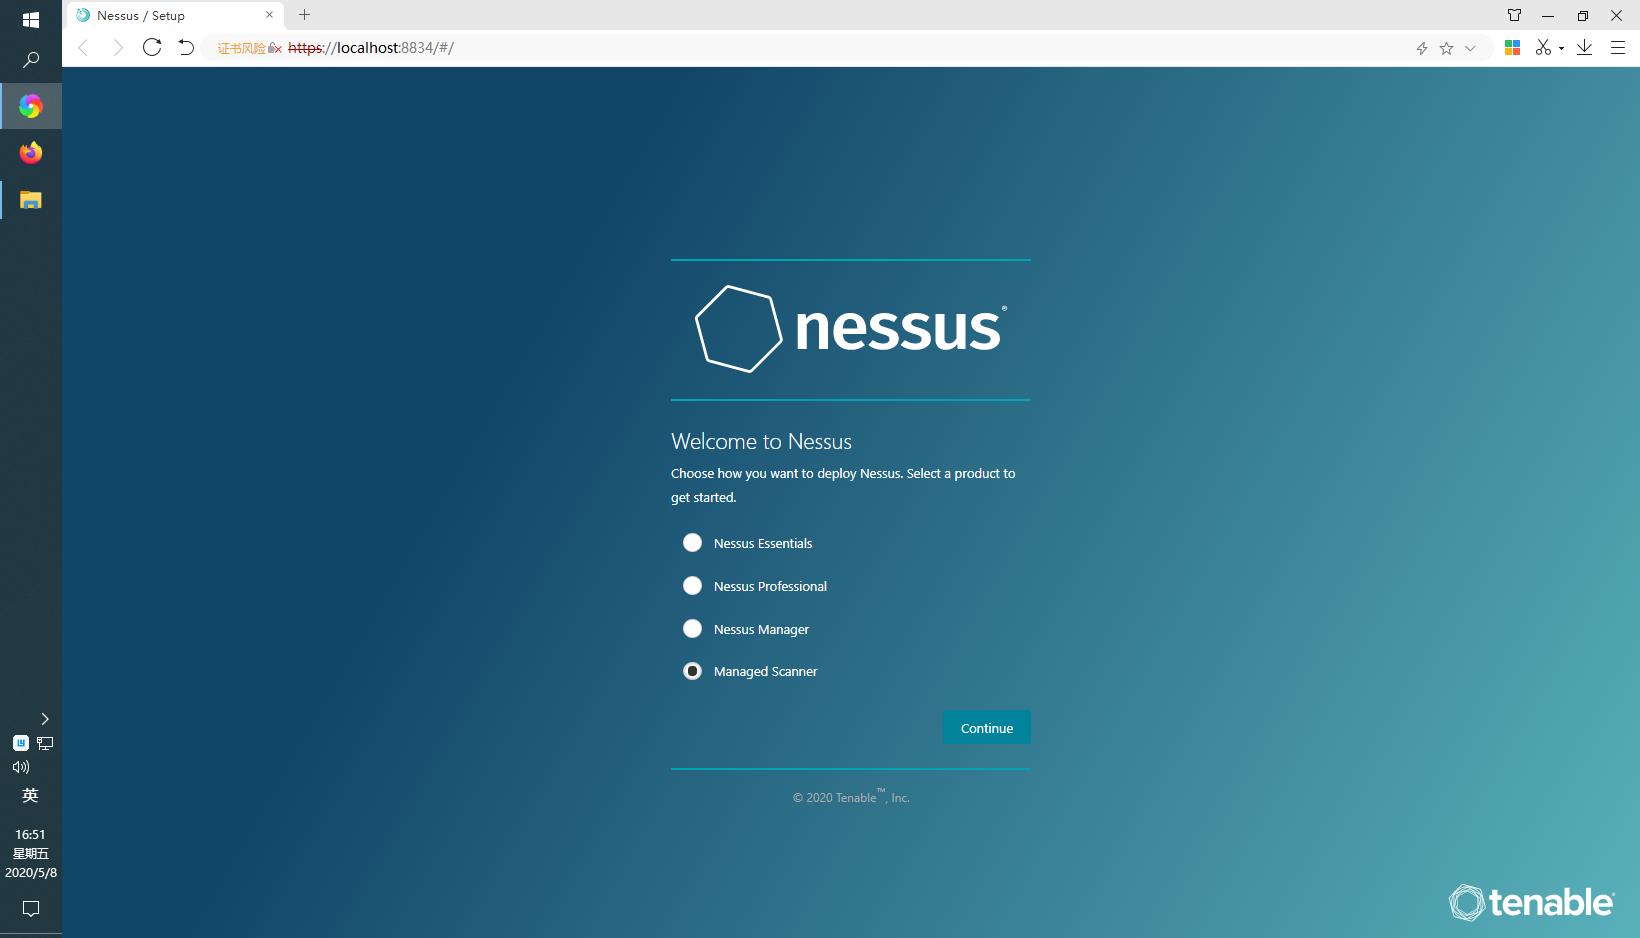 Nessus / Setup
证书风险 https://localhost:8834/#/
nessus®
Welcome to Nessus
Choose how you want to deploy Nessus. Select a product to
get started.
Nessus Essentials
Nessus Professional
Nessus Manager
Managed Scanner
Continue
© 2020 Tenable™, Inc.
英
16:51
星期五
2020/5/8
tenable®